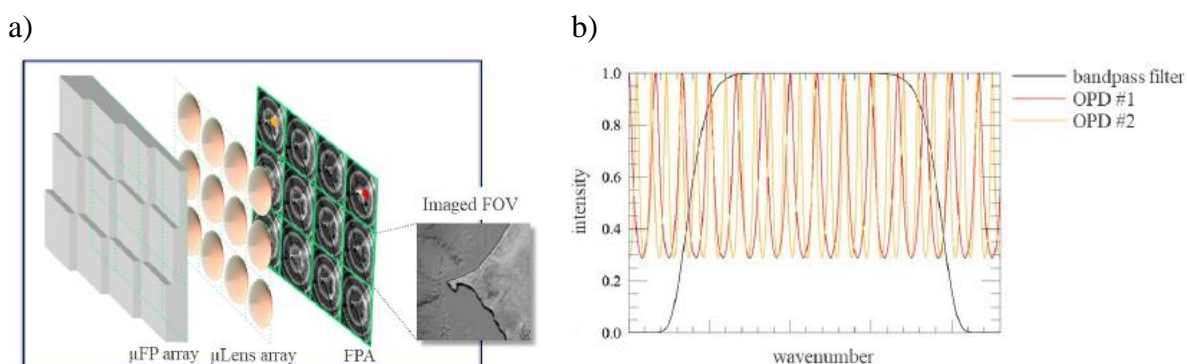 a)
b)
Imaged FOV
μFP array
μLens array
FPA
intensity
1.0
0.8
0.6
0.4
0.2
0.0
wavenumber
bandpass filter
OPD #1
OPD #2